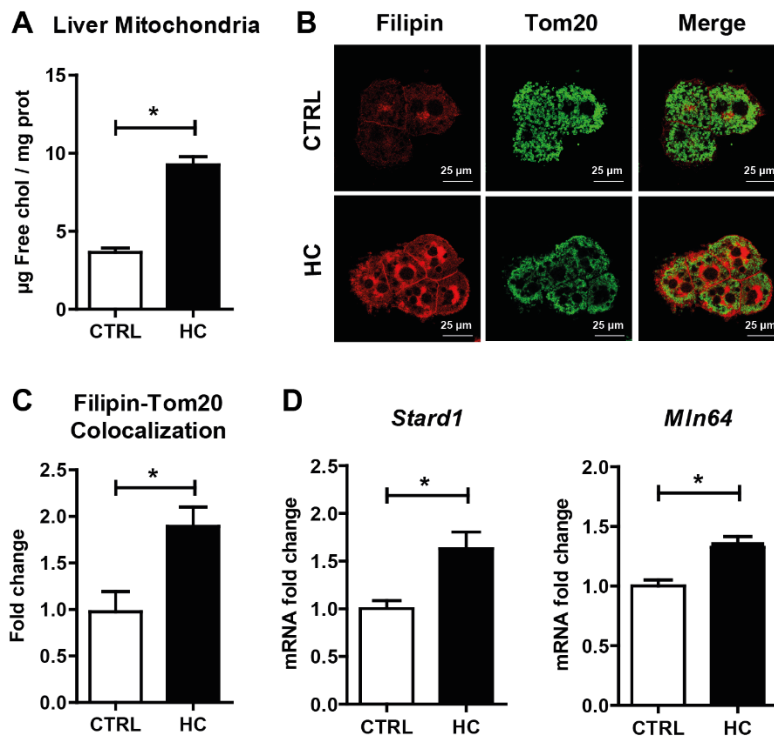 A Liver Mitochondria
µg Free chol / mg prot
15
10
5
0
*
CTRL HC
B Filipin Tom20 Merge
CTRL
25 µm 25 µm 25 µm
HC
25 µm 25 µm 25 µm
C Filipin-Tom20
Colocalization
Fold change
2.5
2.0
1.5
1.0
0.5
0.0
*
CTRL HC
D Stard1
mRNA fold change
2.5
2.0
1.5
1.0
0.5
0.0
*
CTRL HC
Mln64
mRNA fold change
2.0
1.5
1.0
0.5
0.0
*
CTRL HC